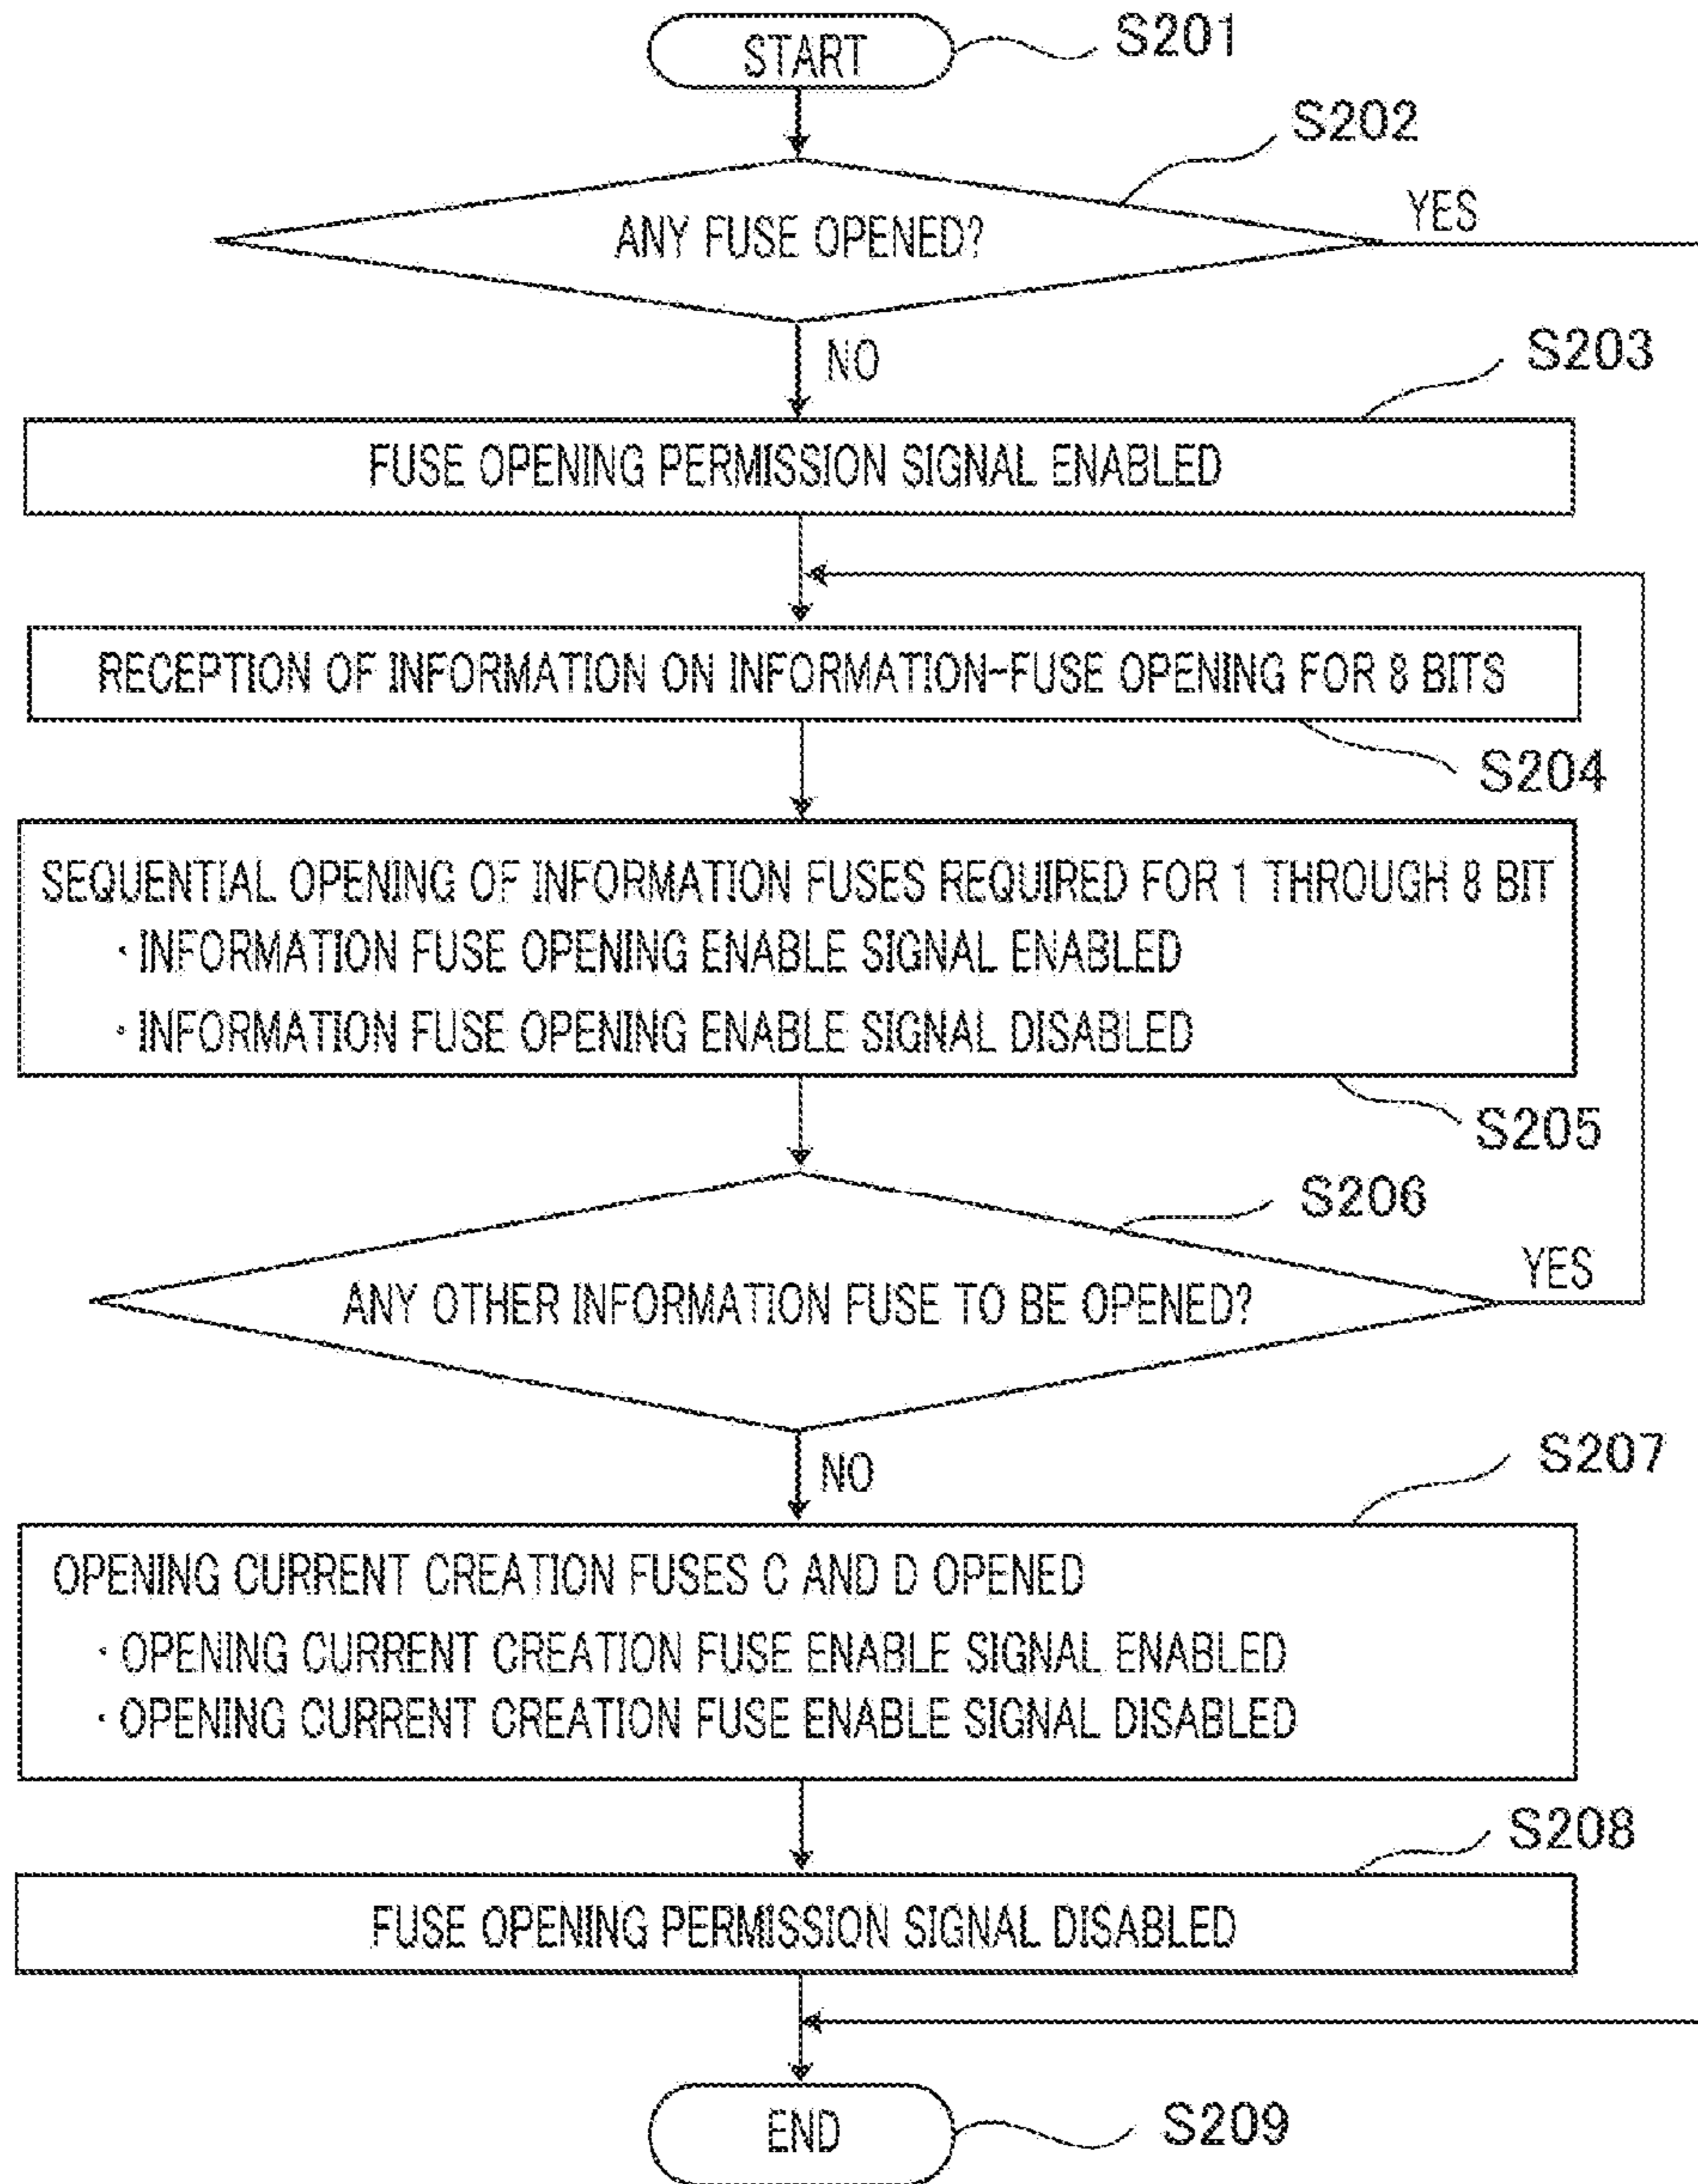 START
S201
S202
ANY FUSE OPENED?
YES
NO
S203
FUSE OPENING PERMISSION SIGNAL ENABLED
RECEPTION OF INFORMATION ON INFORMATION-FUSE OPENING FOR 8 BITS
S204
SEQUENTIAL OPENING OF INFORMATION FUSES REQUIRED FOR 1 THROUGH 8 BIT
· INFORMATION FUSE OPENING ENABLE SIGNAL ENABLED
· INFORMATION FUSE OPENING ENABLE SIGNAL DISABLED
S205
S206
ANY OTHER INFORMATION FUSE TO BE OPENED?
YES
NO
S207
OPENING CURRENT CREATION FUSES C AND D OPENED
· OPENING CURRENT CREATION FUSE ENABLE SIGNAL ENABLED
· OPENING CURRENT CREATION FUSE ENABLE SIGNAL DISABLED
S208
FUSE OPENING PERMISSION SIGNAL DISABLED
END
S209